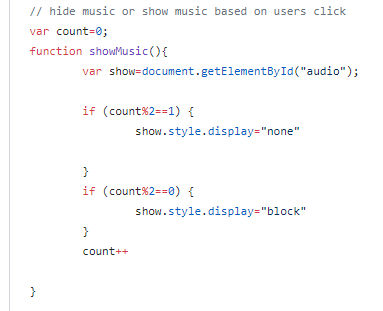 // hide music or show music based on users click
var count=0;
function showMusic(){
var show=document.getElementById("audio");
if (count%2==1) {
show.style.display="none"
}
if (count%2==0) {
show.style.display="block"
}
count++
}